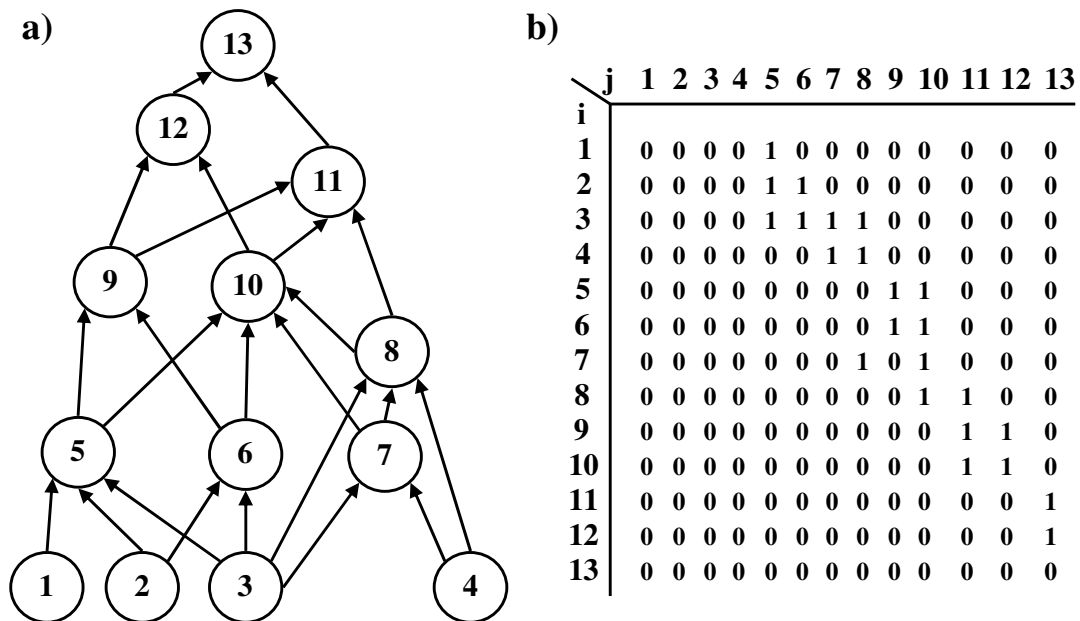 a)
13
12
11
9
10
8
5
6
7
1
2
3
4
b)
j 1 2 3 4 5 6 7 8 9 10 11 12 13
i
1 0 0 0 0 1 0 0 0 0 0 0 0 0
2 0 0 0 0 1 1 0 0 0 0 0 0 0
3 0 0 0 0 1 1 1 1 0 0 0 0 0
4 0 0 0 0 0 0 1 1 0 0 0 0 0
5 0 0 0 0 0 0 0 0 1 1 0 0 0
6 0 0 0 0 0 0 0 0 1 1 0 0 0
7 0 0 0 0 0 0 0 1 0 1 0 0 0
8 0 0 0 0 0 0 0 0 0 1 1 0 0
9 0 0 0 0 0 0 0 0 0 0 1 1 0
10 0 0 0 0 0 0 0 0 0 0 1 1 0
11 0 0 0 0 0 0 0 0 0 0 0 0 1
12 0 0 0 0 0 0 0 0 0 0 0 0 1
13 0 0 0 0 0 0 0 0 0 0 0 0 0